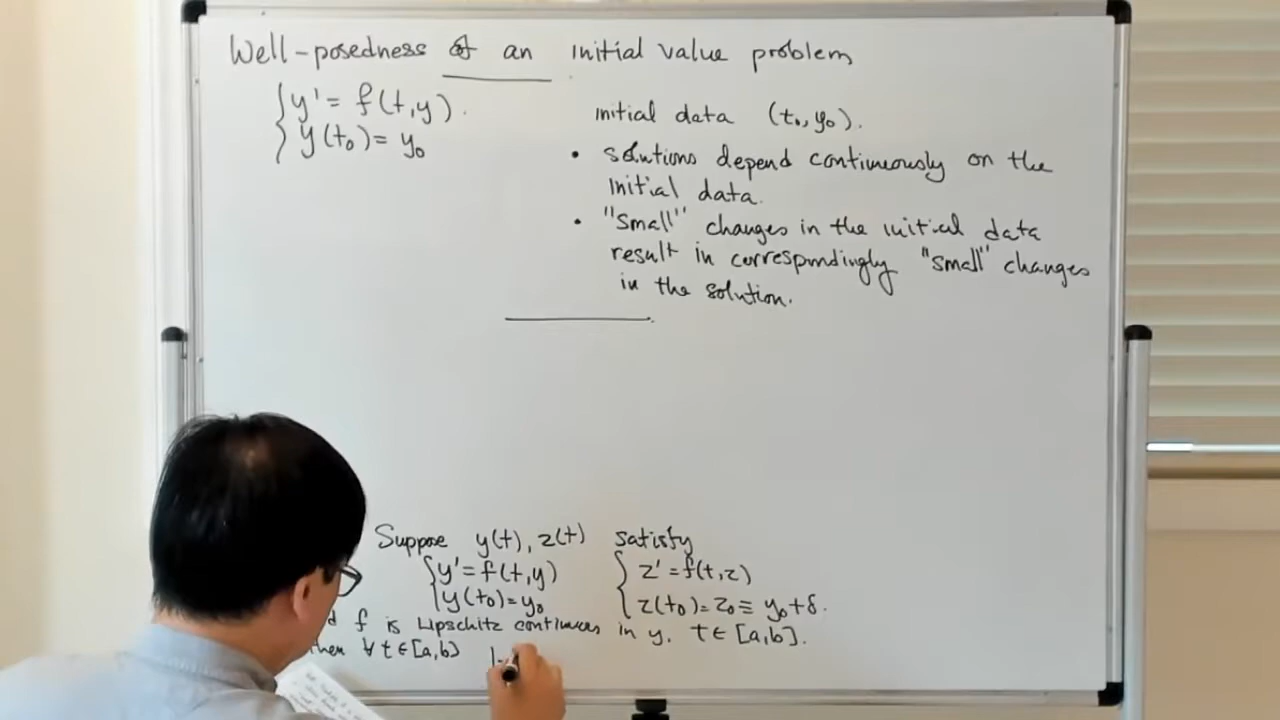 Well-posedness of an initial value problem
y' = f(t,y).
y(t₀) = y₀
initial data (t₀, y₀).
• solutions depend continuously on the
initial data.
• "small" changes in the initial data
result in correspondingly "small" changes
in the solution.
Suppose y(t), z(t) satisfy
y' = f(t,y) z' = f(t,z)
y(t₀) = y₀ z(t₀) = z₀ ≡ y₀+δ.
f is Lipschitz continuous in y, t ∈ [a,b].
then ∀ t ∈ [a,b]